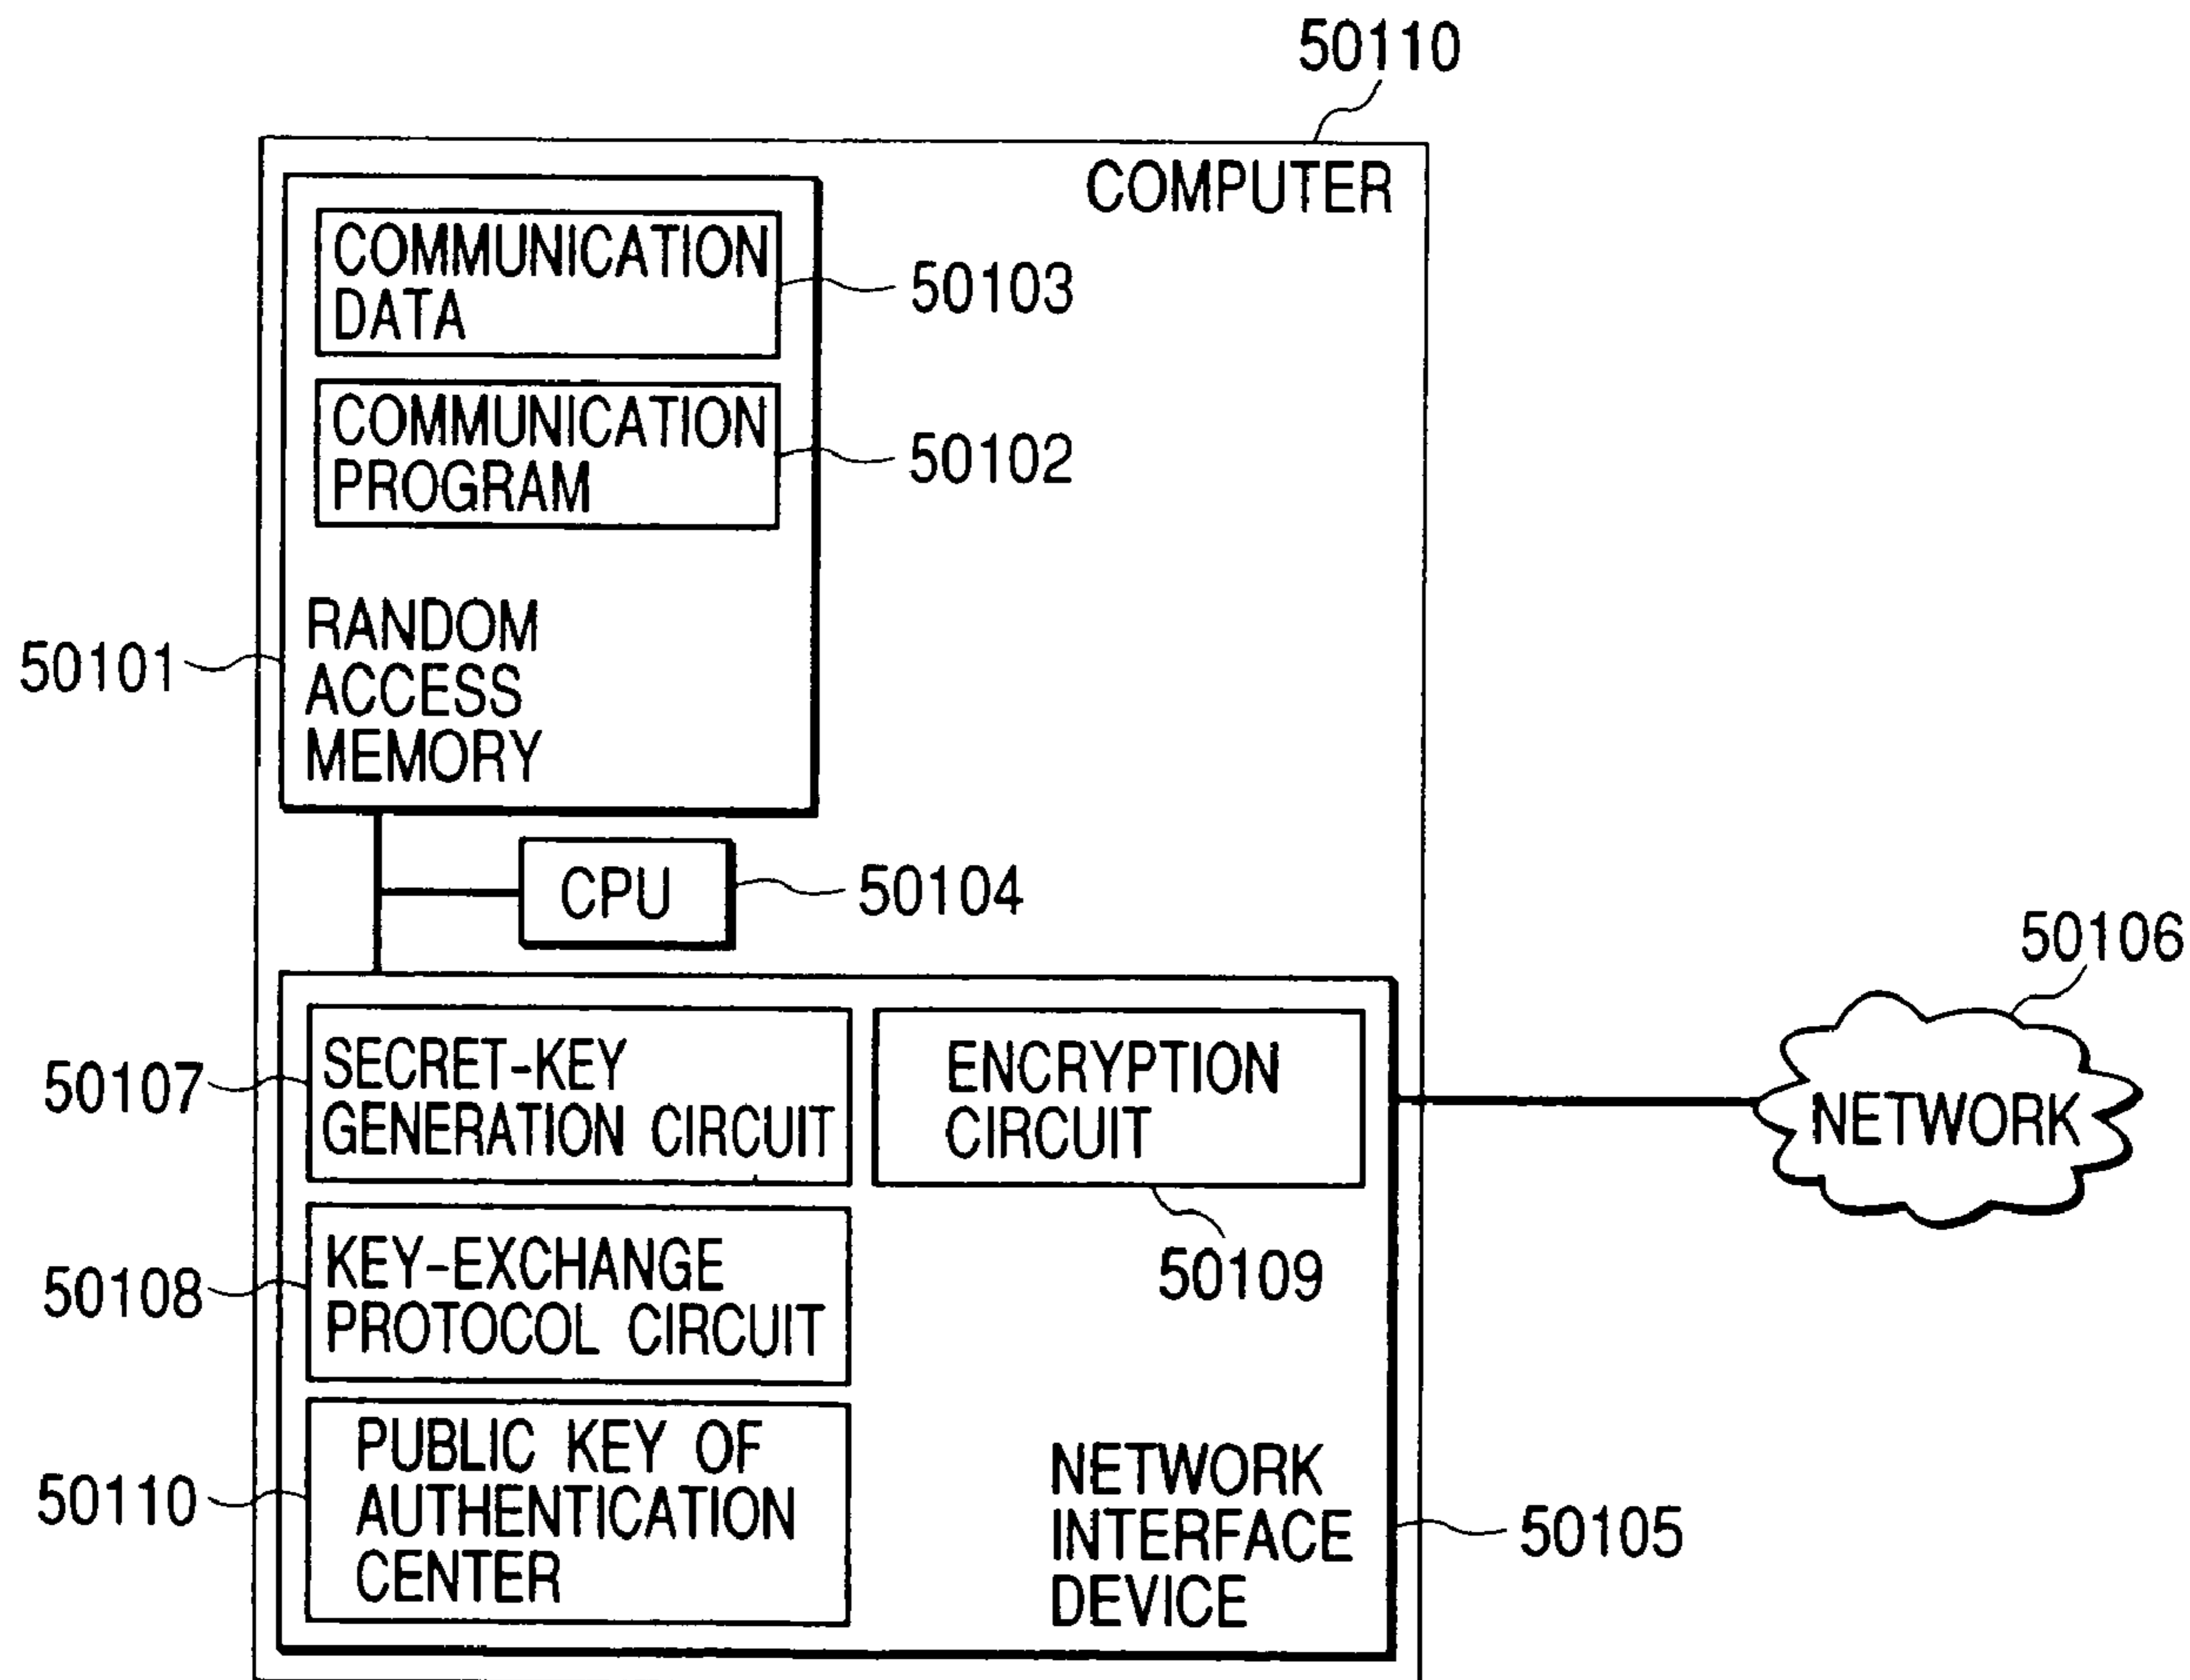 50110
COMPUTER
COMMUNICATION
DATA
50103
COMMUNICATION
PROGRAM
50102
RANDOM
ACCESS
MEMORY
50101
CPU
50104
50106
NETWORK
SECRET-KEY
GENERATION CIRCUIT
50107
ENCRYPTION
CIRCUIT
50109
KEY-EXCHANGE
PROTOCOL CIRCUIT
50108
PUBLIC KEY OF
AUTHENTICATION
CENTER
50110
NETWORK
INTERFACE
DEVICE
50105